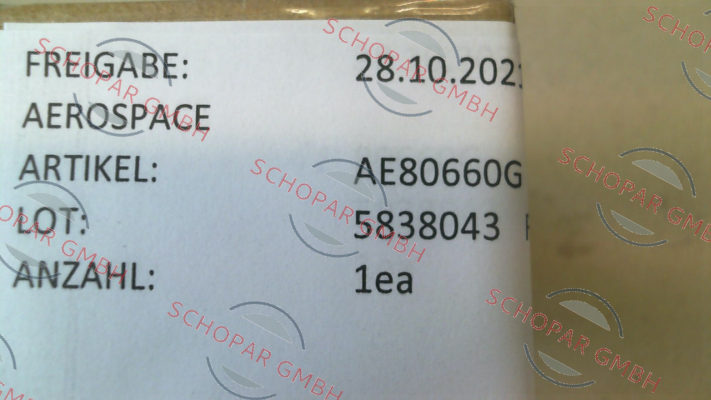 FREIGABE: 28.10.202
AEROSPACE
ARTIKEL: AE80660G
LOT: 5838043
ANZAHL: 1ea
SCHOPAR GMBH
SCHOPAR GMBH
SCHOPAR GMBH
SCHOPAR GMBH
SCHOPAR GMBH
SCHOPAR GMBH
SCHOPAR GMBH